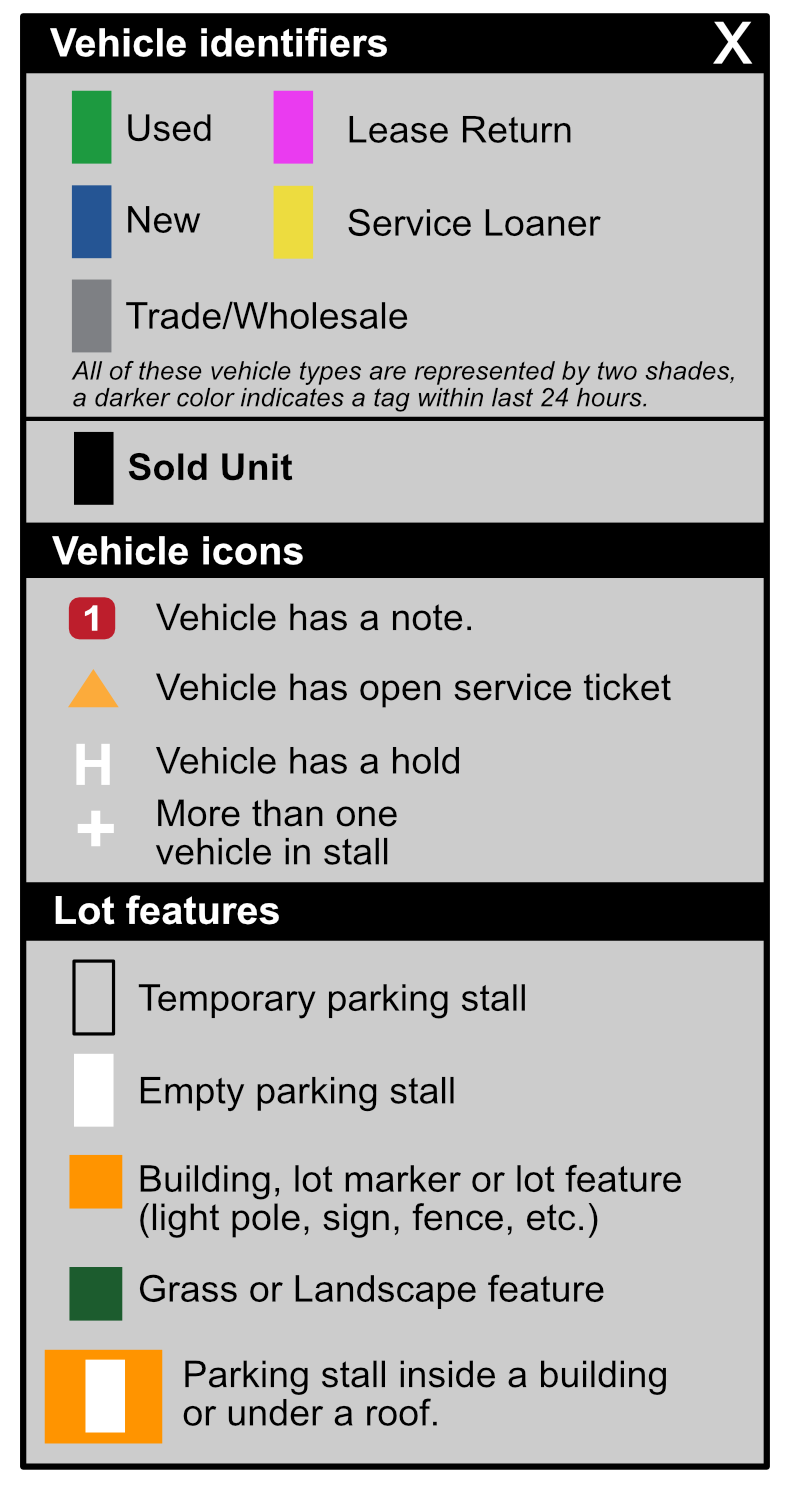 Vehicle identifiers X
Used Lease Return
New Service Loaner
Trade/Wholesale
All of these vehicle types are represented by two shades,
a darker color indicates a tag within last 24 hours.
Sold Unit
Vehicle icons
1 Vehicle has a note.
Vehicle has open service ticket
H Vehicle has a hold
+ More than one
vehicle in stall
Lot features
Temporary parking stall
Empty parking stall
Building, lot marker or lot feature
(light pole, sign, fence, etc.)
Grass or Landscape feature
Parking stall inside a building
or under a roof.